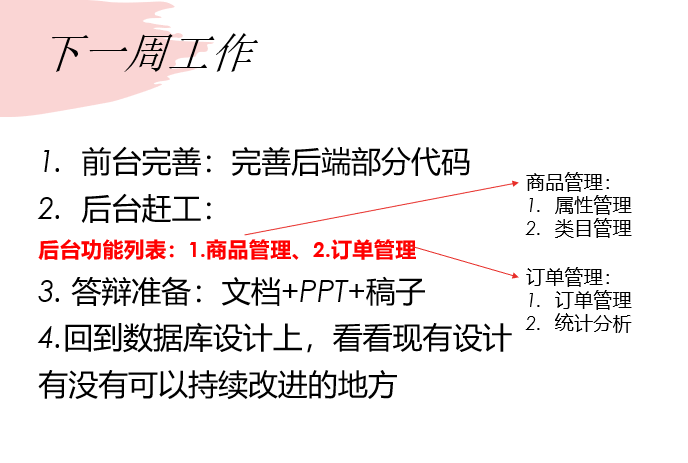 下一周工作
1. 前台完善：完善后端部分代码
2. 后台赶工：
后台功能列表：1.商品管理、2.订单管理
3. 答辩准备：文档+PPT+稿子
4.回到数据库设计上，看看现有设计
有没有可以持续改进的地方
商品管理：
1. 属性管理
2. 类目管理
订单管理：
1. 订单管理
2. 统计分析